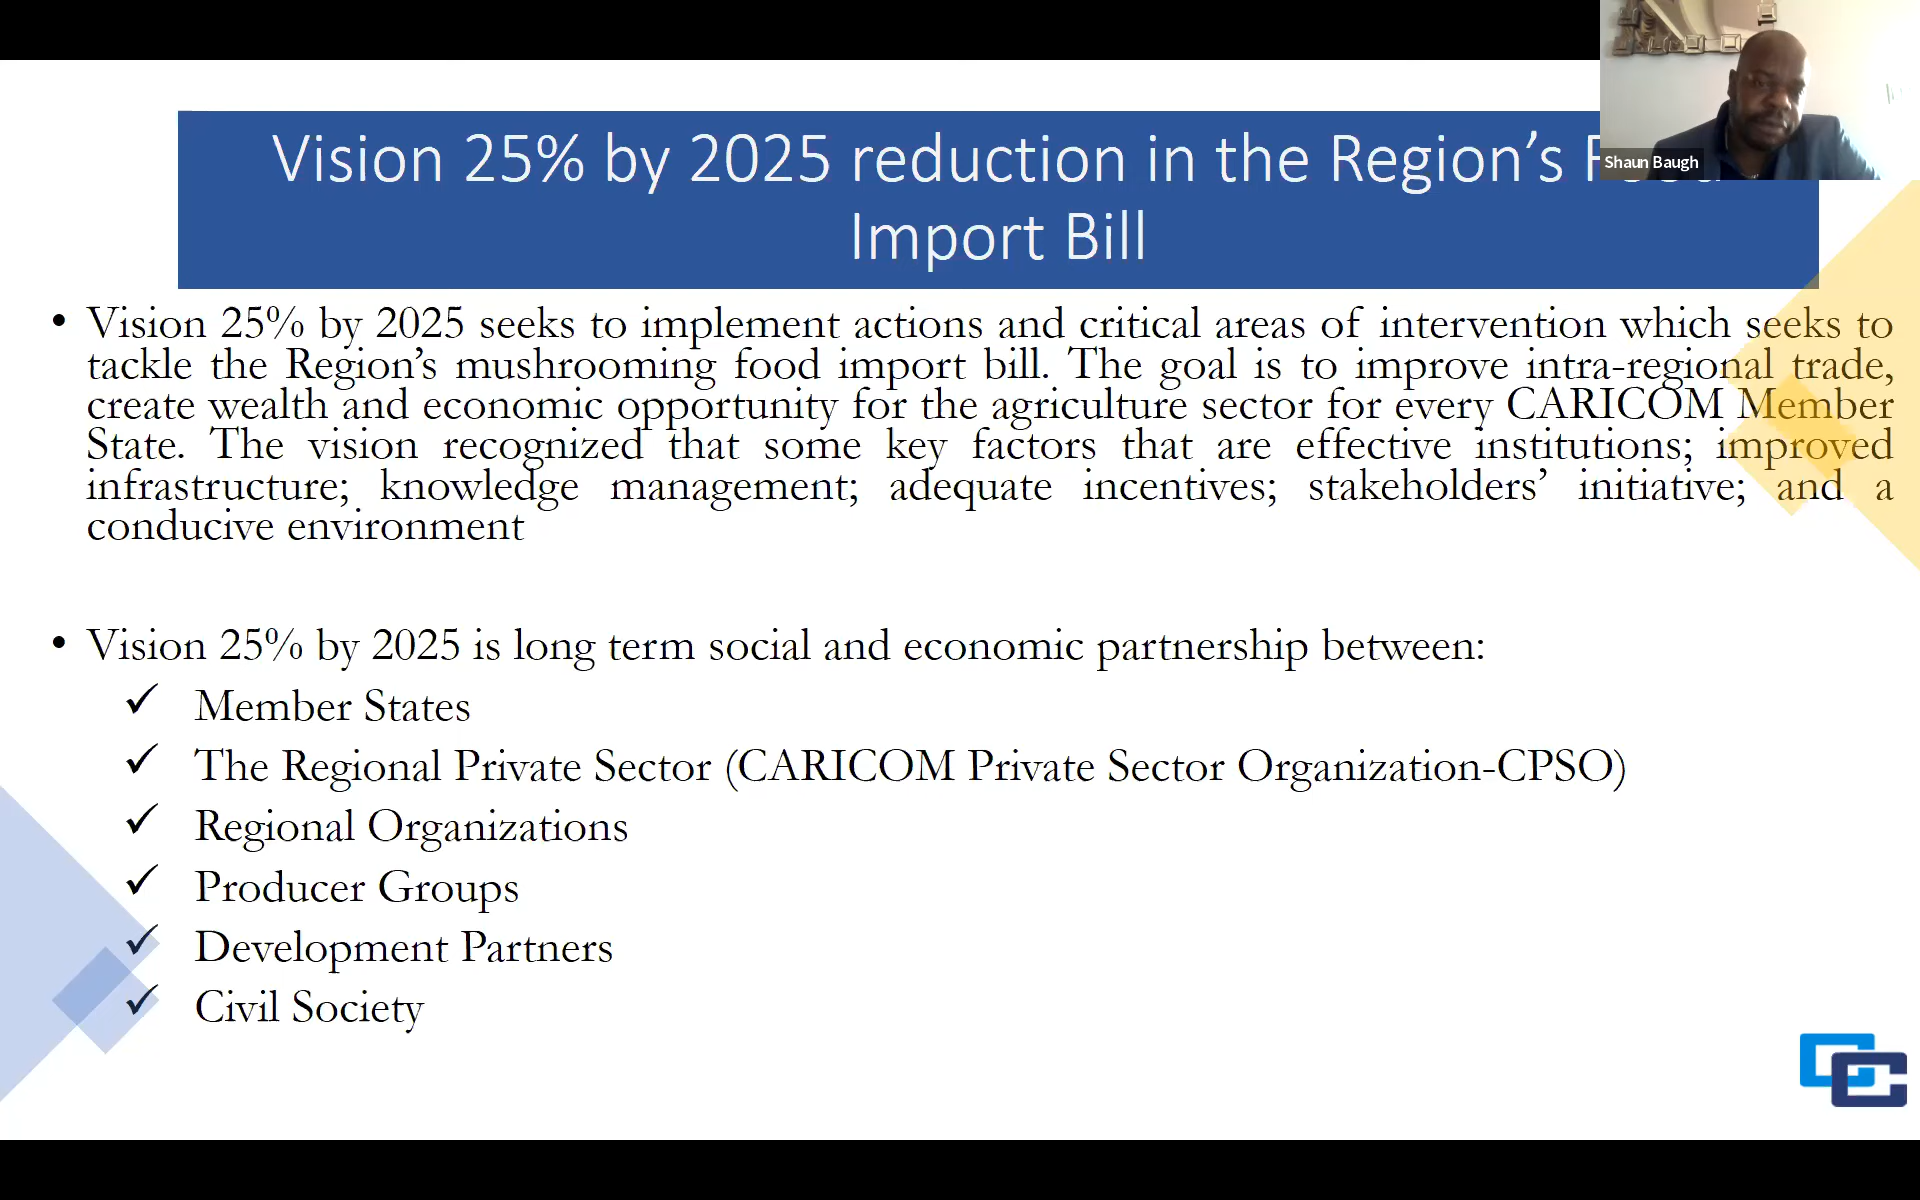 Vision 25% by 2025 reduction in the Region’s
Import Bill
Shaun Baugh
• Vision 25% by 2025 seeks to implement actions and critical areas of intervention which seeks to
tackle the Region’s mushrooming food import bill. The goal is to improve intra-regional trade,
create wealth and economic opportunity for the agriculture sector for every CARICOM Member
State. The vision recognized that some key factors that are effective institutions; improved
infrastructure; knowledge management; adequate incentives; stakeholders’ initiative; and a
conducive environment
• Vision 25% by 2025 is long term social and economic partnership between:
✓ Member States
✓ The Regional Private Sector (CARICOM Private Sector Organization-CPSO)
✓ Regional Organizations
✓ Producer Groups
✓ Development Partners
✓ Civil Society